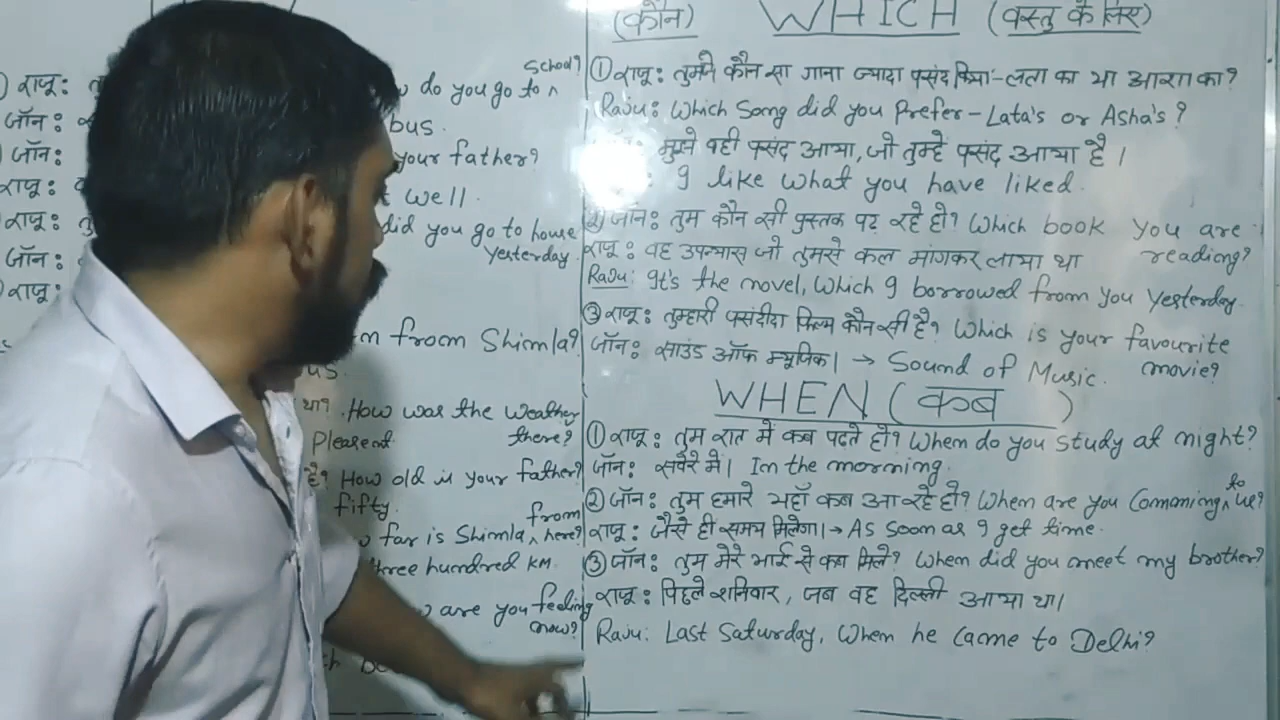 ) राजू:
school?
do you go to ^
जॉन:
bus.
) जॉन:
your father?
राजू:
well.
राजू:
did you go to house
yesterday.
जॉन:
) राजू:
from Shimla?
था? How was the weather
Plesent. there?
है? How old is your father?
fifty.
from
far is Shimla ^ here?
three hundred KM.
are you feeling
now?
(कौन) WHICH (वस्तु के लिए)
① राजू: तुमने कौन सा गाना ज्यादा पसंद किया-लता का या आशा का?
Raju: Which Song did you Prefer - Lata's or Asha's?
मुझे वही पसंद आया, जो तुम्हे पसंद आया है।
I like what you have liked.
② जॉन: तुम कौन सी पुस्तक पढ़ रहे हो? Which book you are
reading?
राजू: वह उपन्यास जो तुमसे कल मांगकर लाया था
Raju: It's the novel, which I borrowed from you yesterday.
③ राजू: तुम्हारी पसंदीदा फिल्म कौन सी है? Which is your favourite
movie?
जॉन: साउंड ऑफ म्यूजिक। → Sound of Music.
WHEN (कब )
① राजू: तुम रात में कब पढ़ते हो? When do you study at night?
जॉन: सवेरे में। In the morning.
② जॉन: तुम हमारे यहाँ कब आ रहे हो? When are you Comaming ^ us?
to
राजू: जैसे ही समय मिलेगा। → As soon as I get time.
③ जॉन: तुम मेरे भाई से कब मिले? When did you meet my brother?
राजू: पिछले शनिवार, जब वह दिल्ली आया था।
Raju: Last Saturday, When he Came to Delhi?